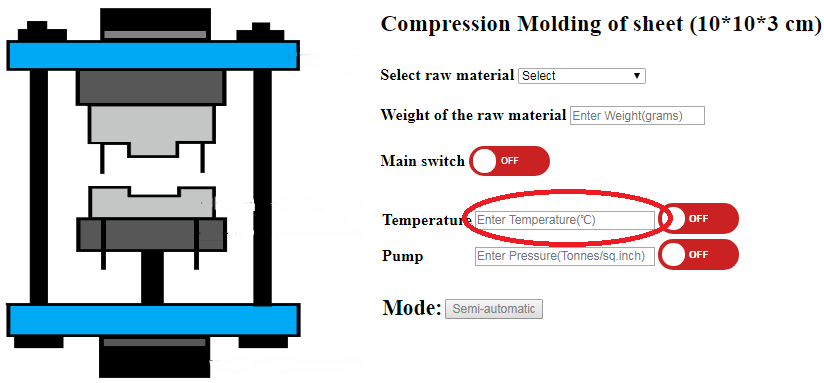 Compression Molding of sheet (10*10*3 cm)
Select raw material Select
Weight of the raw material Enter Weight(grams)
Main switch OFF
Temperature Enter Temperature(℃) OFF
Pump Enter Pressure(Tonnes/sq.inch) OFF
Mode: Semi-automatic